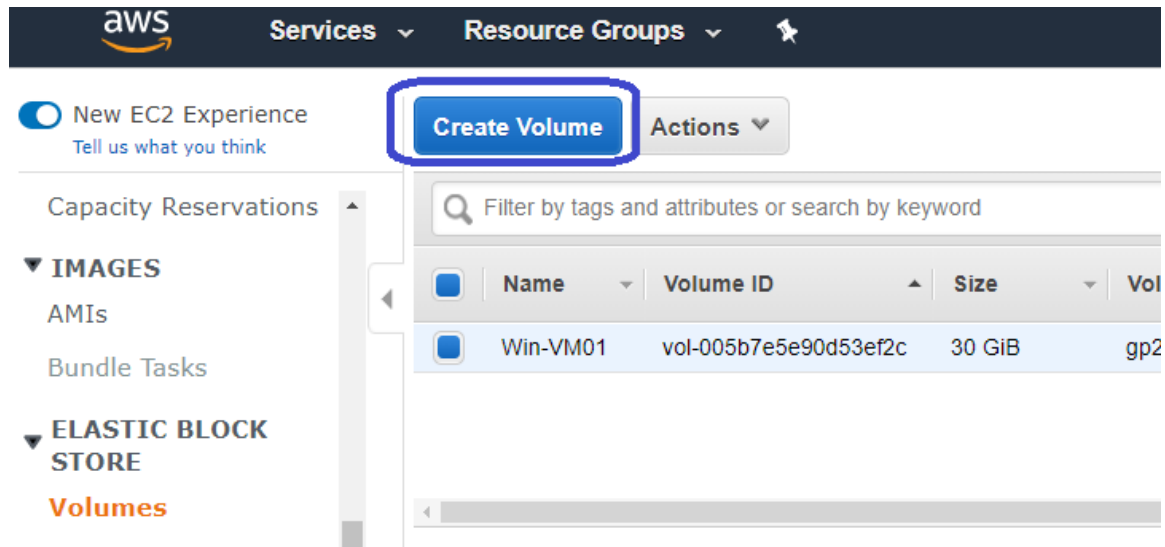 aws Services Resource Groups
New EC2 Experience
Tell us what you think
Create Volume Actions
Capacity Reservations
Filter by tags and attributes or search by keyword
IMAGES
AMIs
Bundle Tasks
ELASTIC BLOCK
STORE
Volumes
Name Volume ID Size Vol
Win-VM01 vol-005b7e5e90d53ef2c 30 GiB gp2